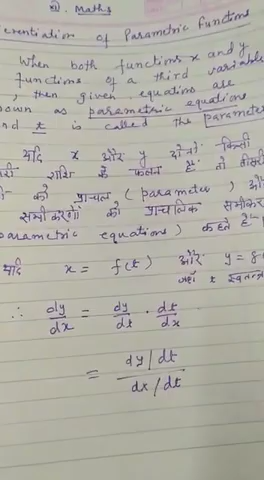 Maths
erentiation of Parametric Functions
When both functions x and y
functions of a third variable
, then given equations are
own as parametric equations
nd t is called the parameter
यदि x और y दोनों किसी
राशि के फलन हैं तो तीसरी
को प्राचल (parameter) औ
समीकरणों को प्राचलिक समीकर
parametric equations) कहते हैं
यदि x = f(t) और y = g(
जहाँ t स्वतन्त्र
∴ dy/dx = dy/dt · dt/dx
= dy/dt / dx/dt